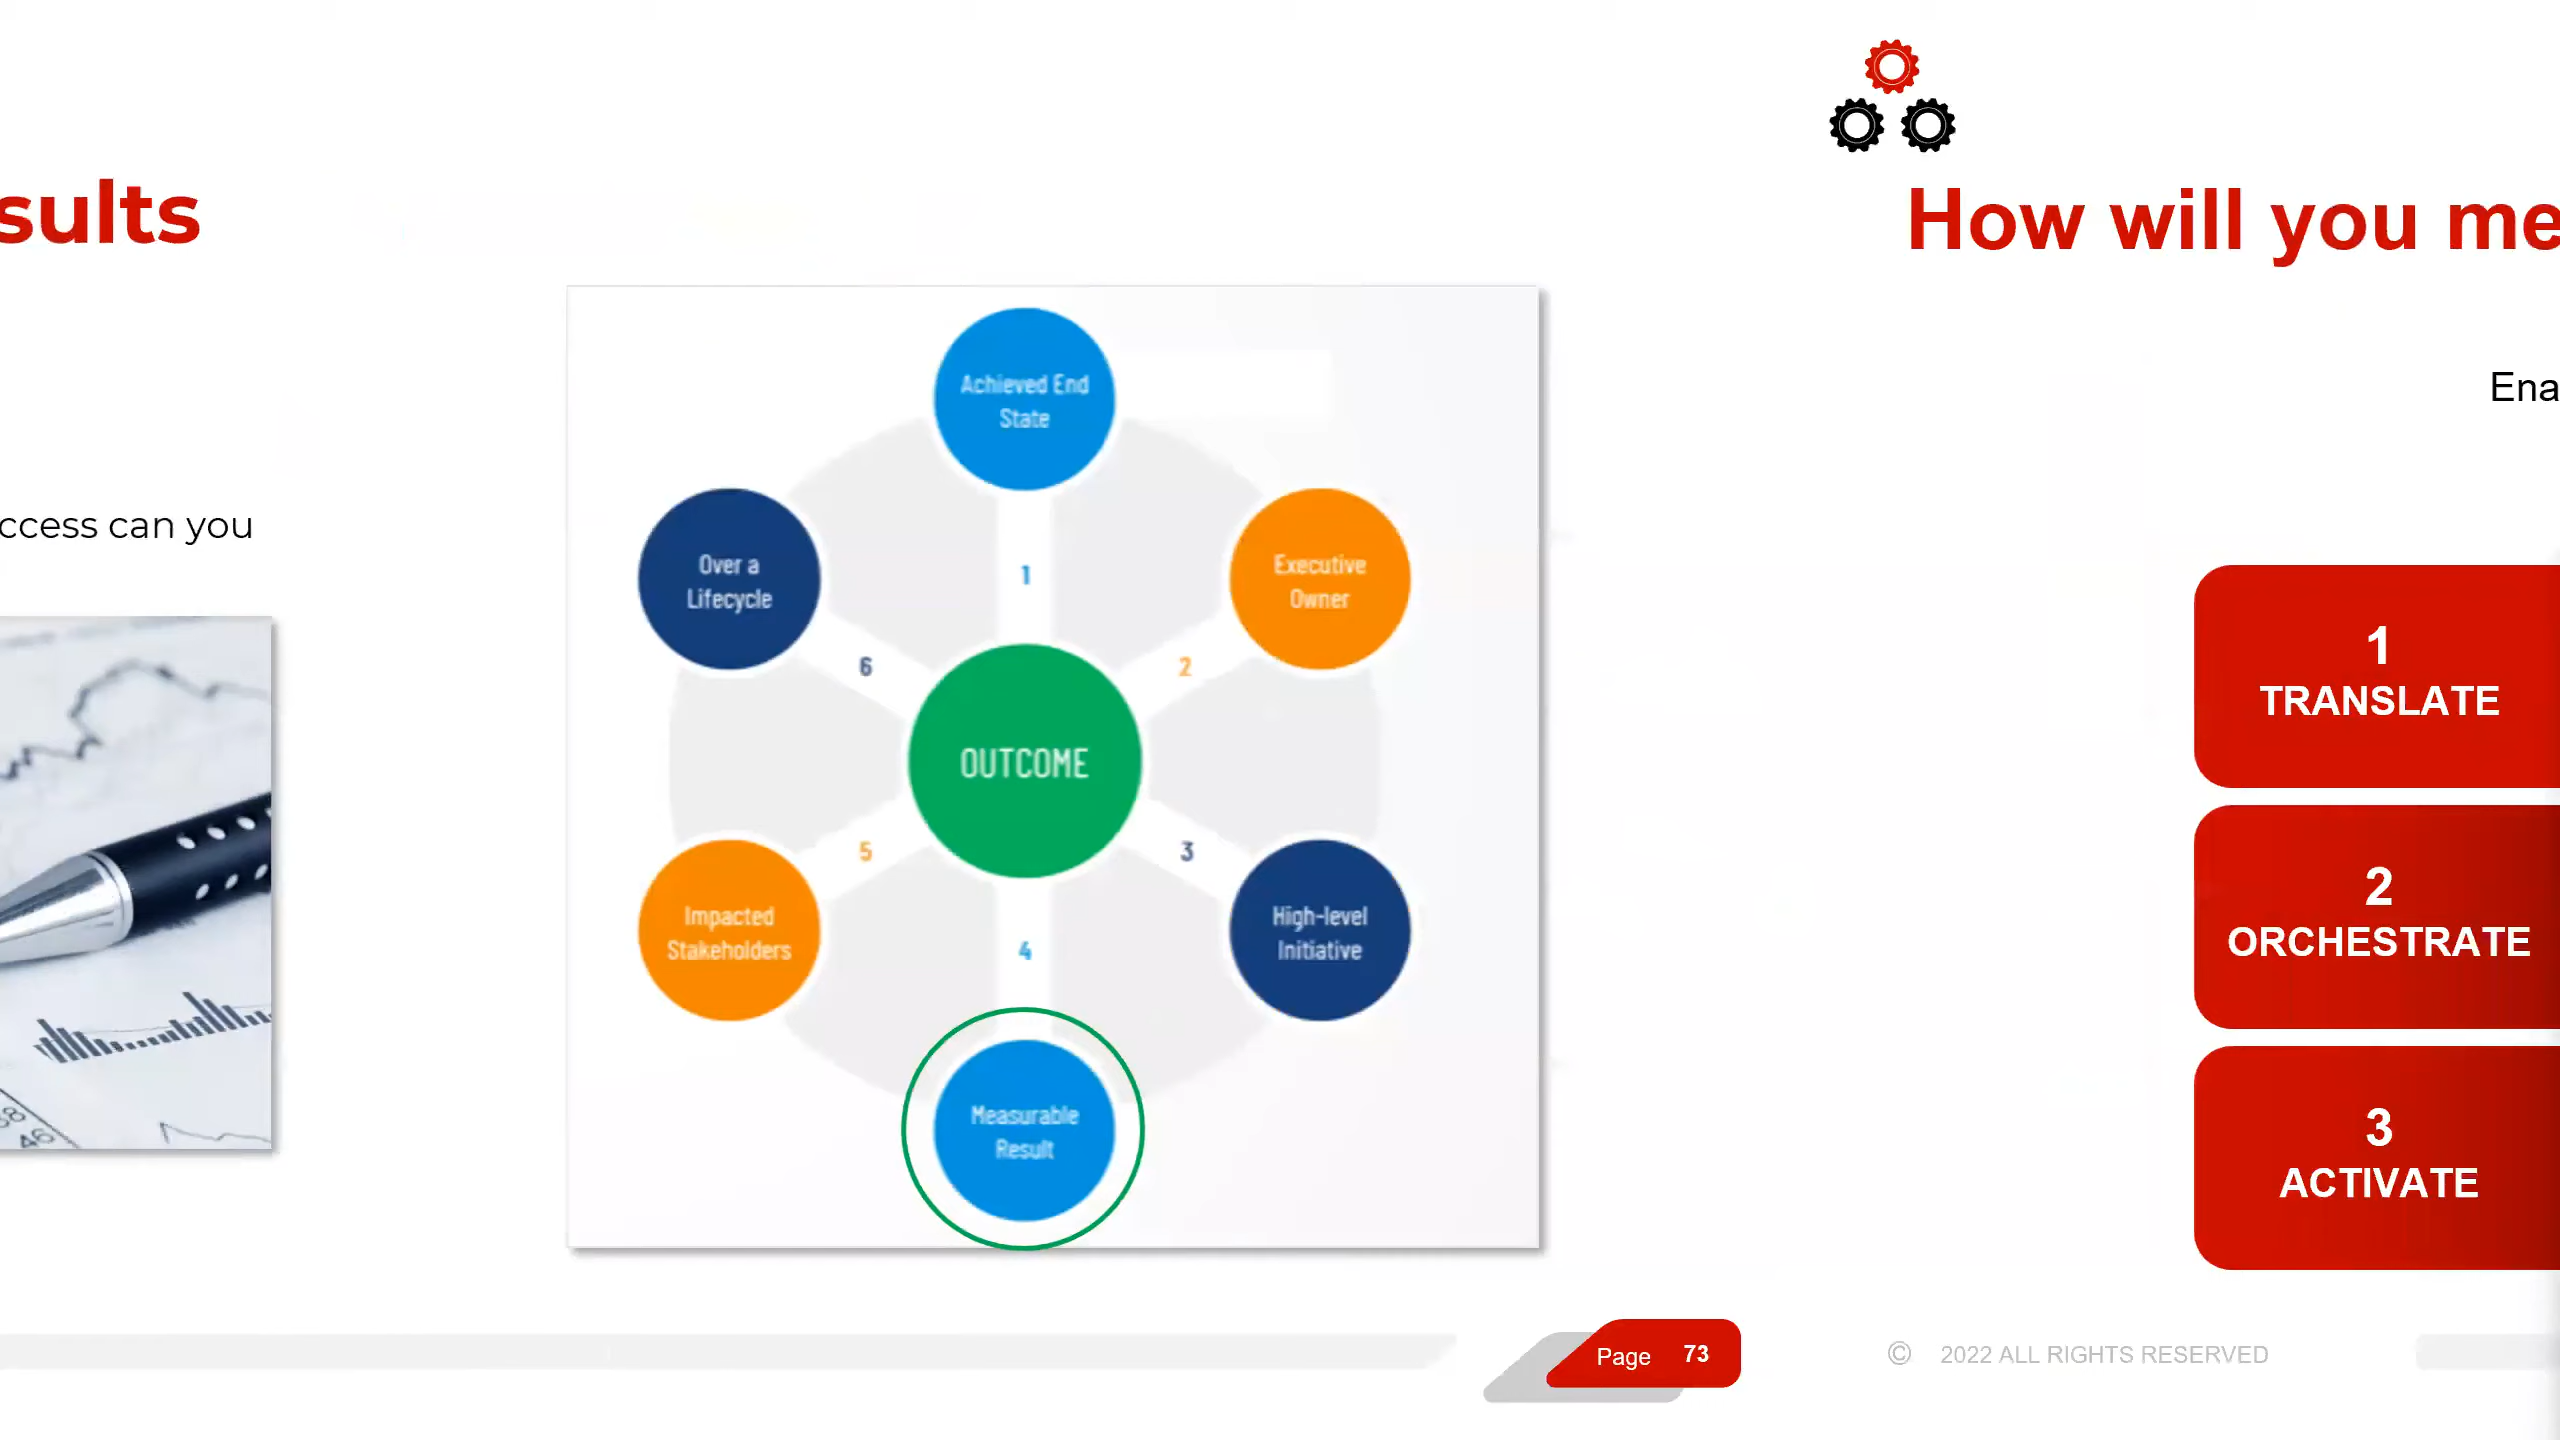 sults
ccess can you
Achieved End
State
Over a
Lifecycle
Executive
Owner
1
6
2
OUTCOME
5
3
Impacted
Stakeholders
High-level
Initiative
4
Measurable
Result
58
46
Page 73
How will you me
Ena
1
TRANSLATE
2
ORCHESTRATE
3
ACTIVATE
© 2022 ALL RIGHTS RESERVED